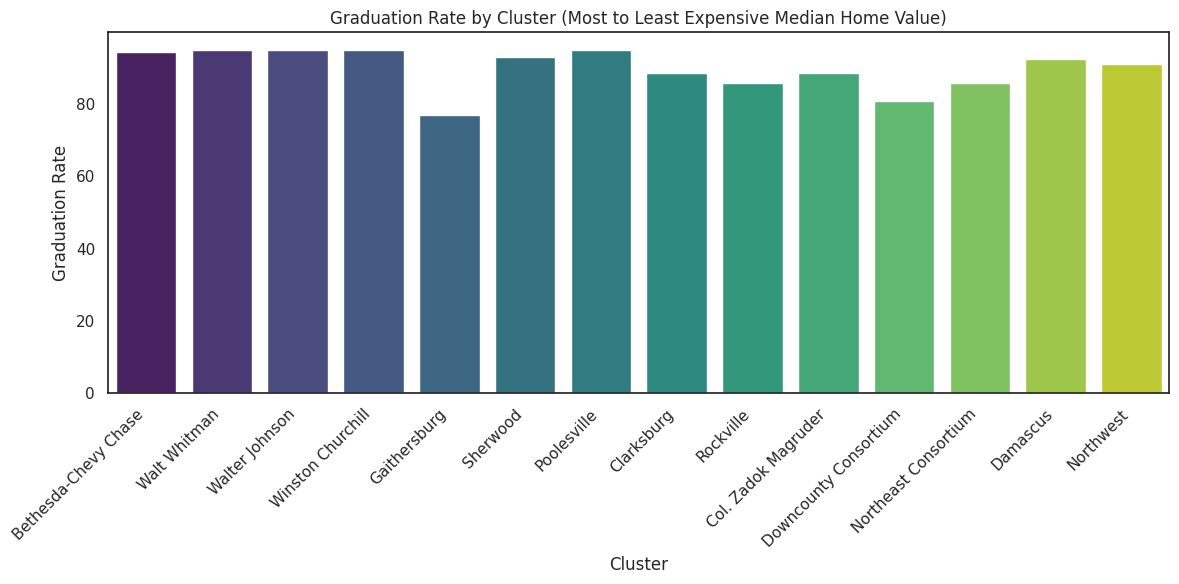 Graduation Rate by Cluster (Most to Least Expensive Median Home Value)
Graduation Rate
80
60
40
20
0
Bethesda-Chevy Chase
Walt Whitman
Walter Johnson
Winston Churchill
Gaithersburg
Sherwood
Poolesville
Clarksburg
Rockville
Col. Zadok Magruder
Downcounty Consortium
Northeast Consortium
Damascus
Northwest
Cluster